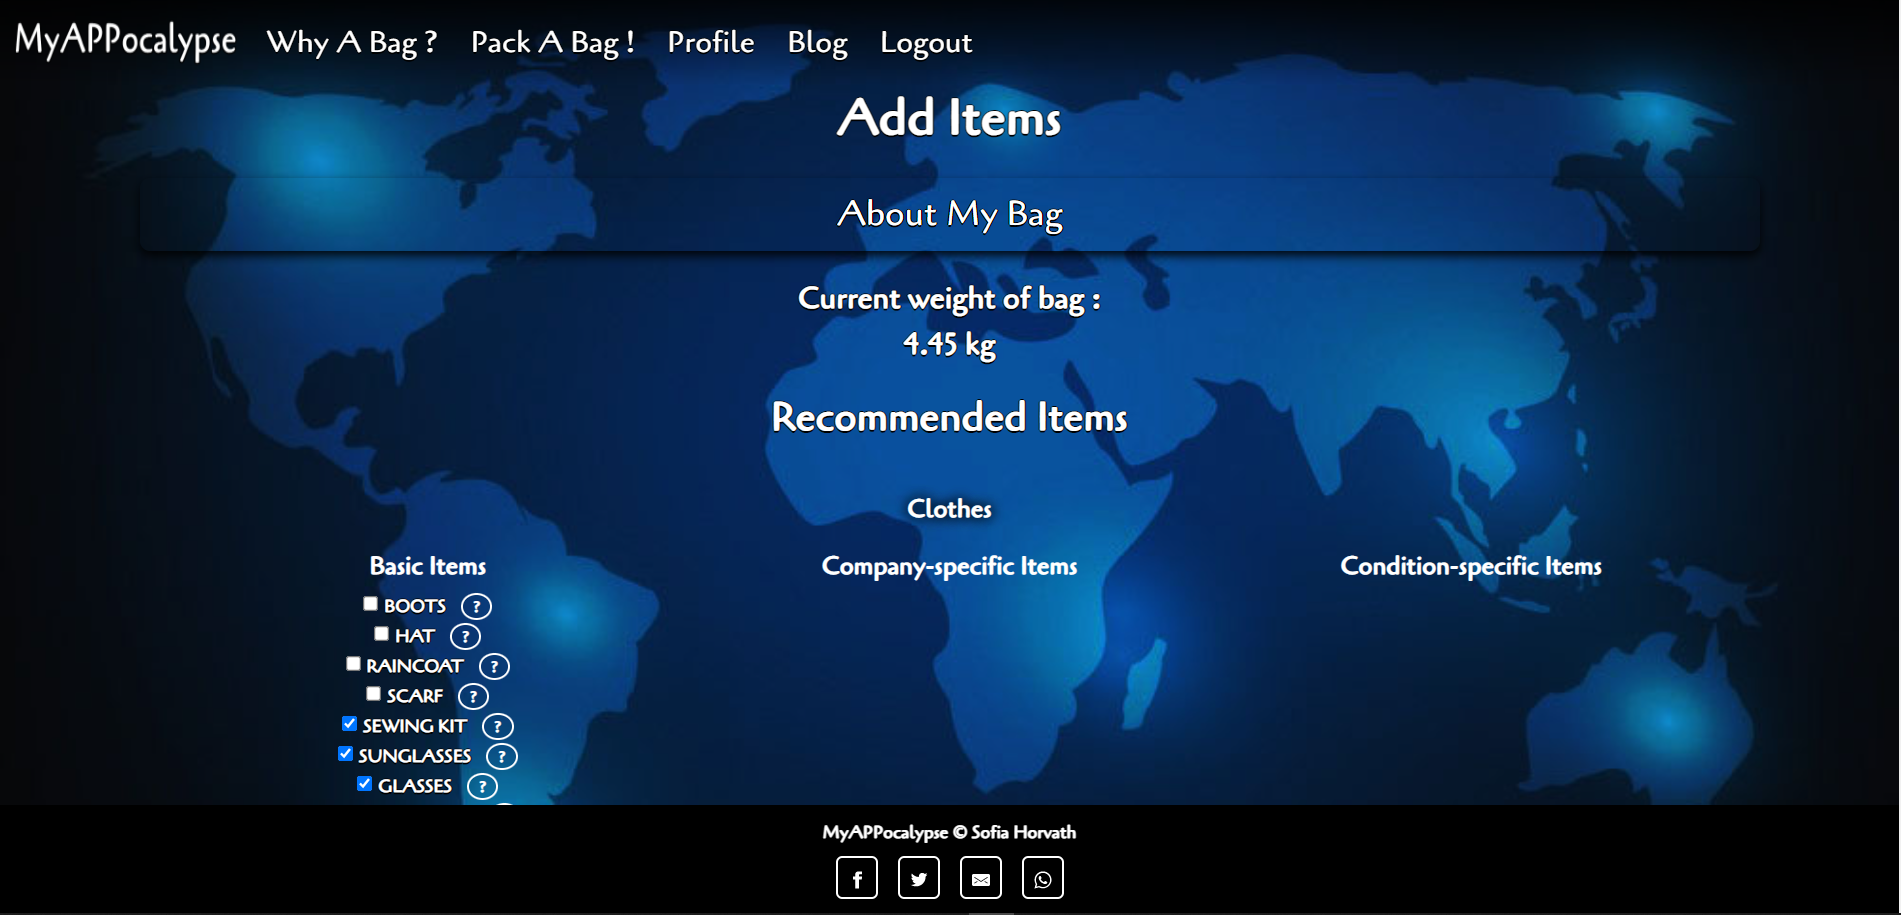 MyAPPocalypse Why A Bag ? Pack A Bag ! Profile Blog Logout
Add Items
About My Bag
Current weight of bag :
4.45 kg
Recommended Items
Clothes
Basic Items
BOOTS ?
HAT ?
RAINCOAT ?
SCARF ?
SEWING KIT ?
SUNGLASSES ?
GLASSES ?
Company-specific Items
Condition-specific Items
MyAPPocalypse © Sofia Horvath